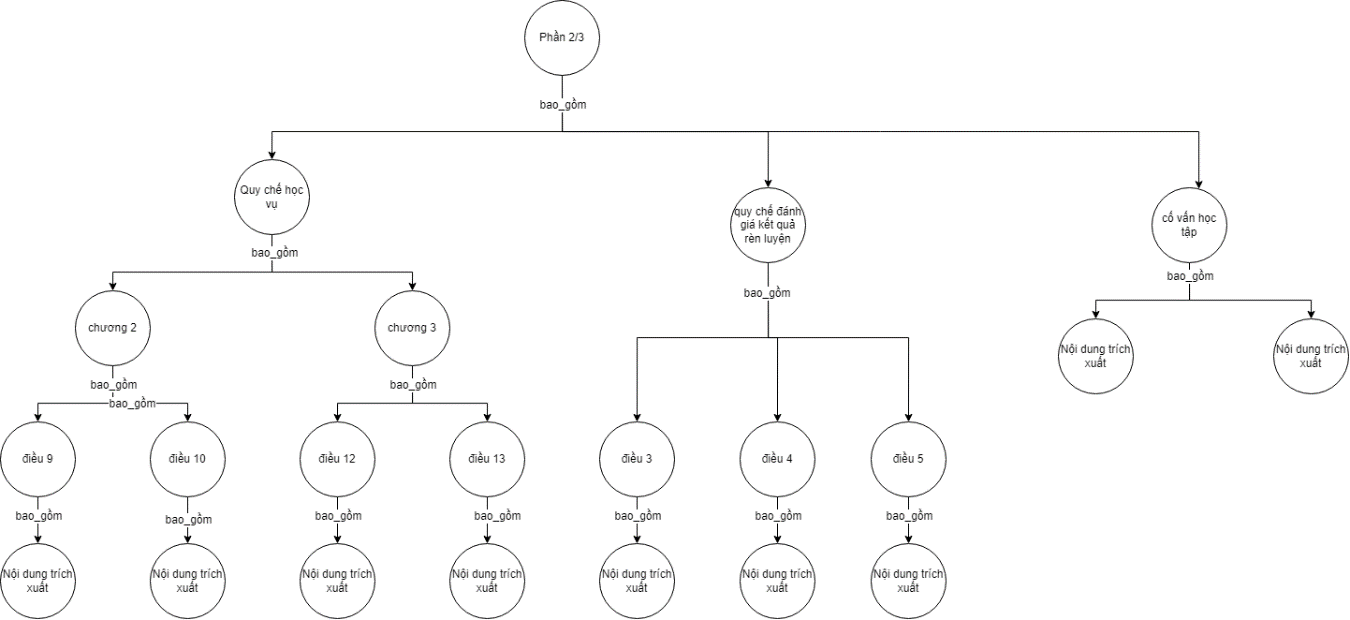 Phần 2/3
bao_gồm
Quy chế học
vụ
quy chế đánh
giá kết quả
rèn luyện
cố vấn học
tập
bao_gồm
bao_gồm
bao_gồm
chương 2
chương 3
Nội dung trích
xuất
Nội dung trích
xuất
bao_gồm
bao_gồm
bao_gồm
điều 9
điều 10
điều 12
điều 13
điều 3
điều 4
điều 5
bao_gồm
bao_gồm
bao_gồm
bao_gồm
bao_gồm
bao_gồm
bao_gồm
Nội dung trích
xuất
Nội dung trích
xuất
Nội dung trích
xuất
Nội dung trích
xuất
Nội dung trích
xuất
Nội dung trích
xuất
Nội dung trích
xuất